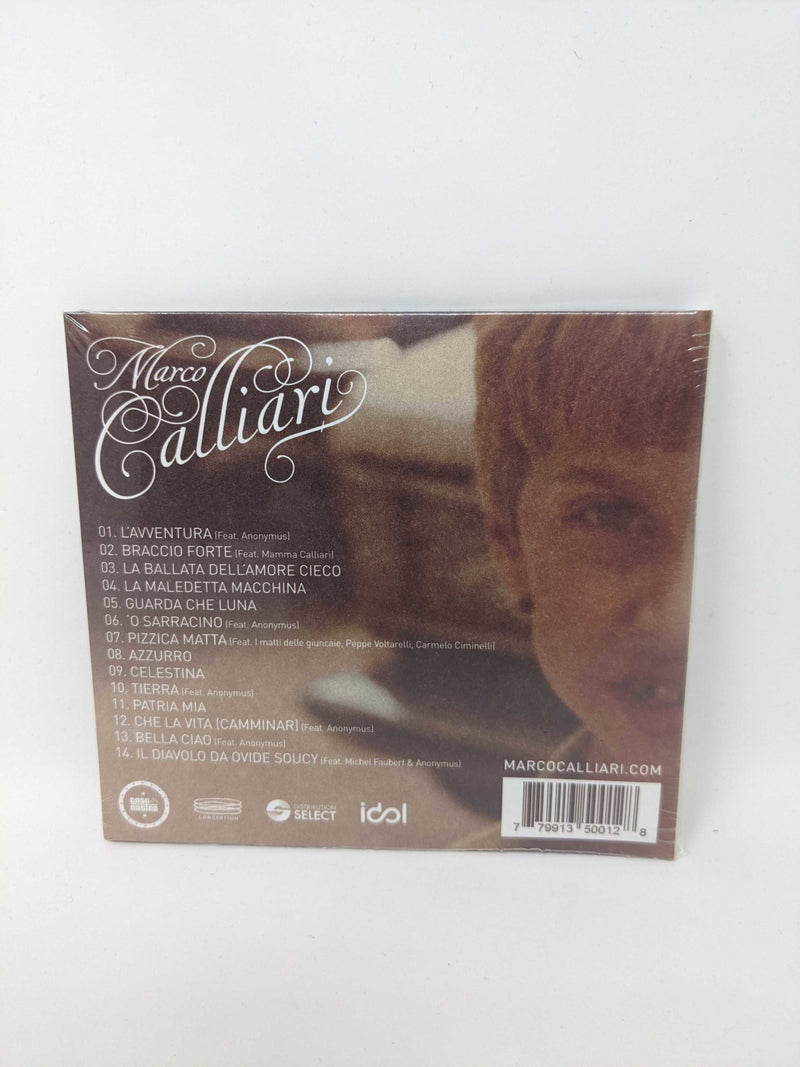 Marco
Calliari
01. L'AVVENTURA (Feat. Anonymus)
02. BRACCIO FORTE (Feat. Mamma Calliari)
03. LA BALLATA DELL'AMORE CIECO
04. LA MALEDETTA MACCHINA
05. GUARDA CHE LUNA
06. 'O SARRACINO (Feat. Anonymus)
07. PIZZICA MATTA (Feat. I matti delle giuncaie, Peppe Voltarelli, Carmelo Ciminelli)
08. AZZURRO
09. CELESTINA
10. TIERRA (Feat. Anonymus)
11. PATRIA MIA
12. CHE LA VITA (CAMMINAR) (Feat. Anonymus)
13. BELLA CIAO (Feat. Anonymus)
14. IL DIAVOLO DA OVIDE SOUCY (Feat. Michel Faubert & Anonymus)
MARCOCALLIARI.COM
CASA
NOSTRA
CONCERTIUM
DISTRIBUTION
SELECT
idol
7 79913 50012 8